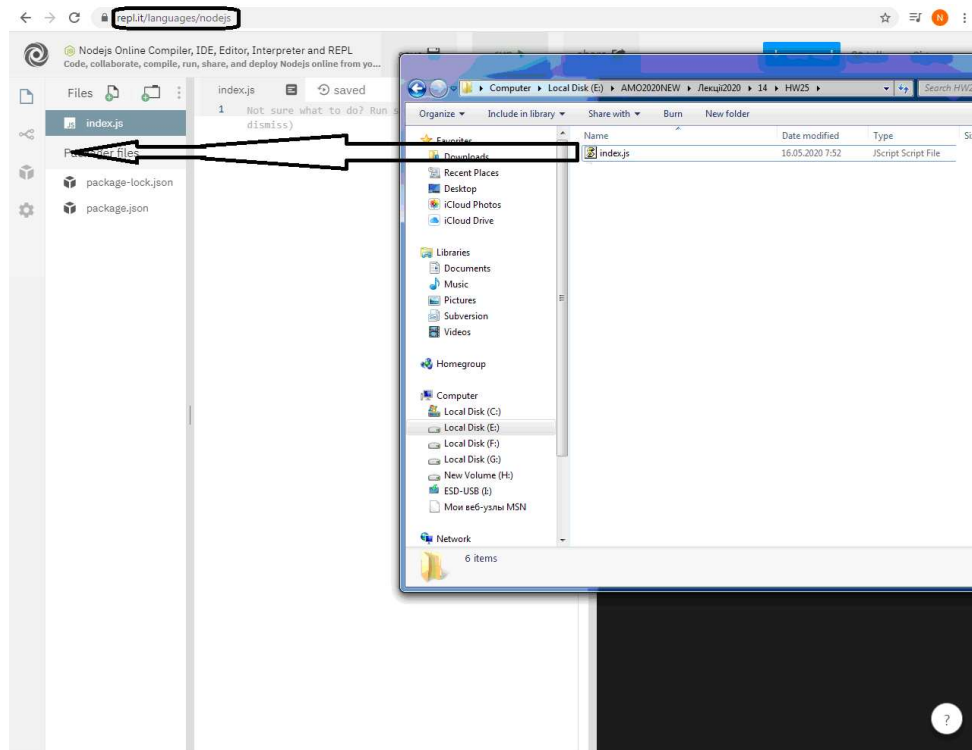 repl.it/languages/nodejs
N
Nodejs Online Compiler, IDE, Editor, Interpreter and REPL
Code, collaborate, compile, run, share, and deploy Nodejs online from yo...
Files
index.js
saved
JS index.js
1 Not sure what to do? Run s
dismiss)
files
package-lock.json
package.json
Computer Local Disk (E:) AMO2020NEW Лекції2020 14 HW25
Search HW2
Organize Include in library Share with Burn New folder
Name Date modified Type Si
index.js 16.05.2020 7:52 JScript Script File
Favorites
Downloads
Recent Places
Desktop
iCloud Photos
iCloud Drive
Libraries
Documents
Music
Pictures
Subversion
Videos
Homegroup
Computer
Local Disk (C:)
Local Disk (E:)
Local Disk (F:)
Local Disk (G:)
New Volume (H:)
ESD-USB (I:)
Мои веб-узлы MSN
Network
6 items
?